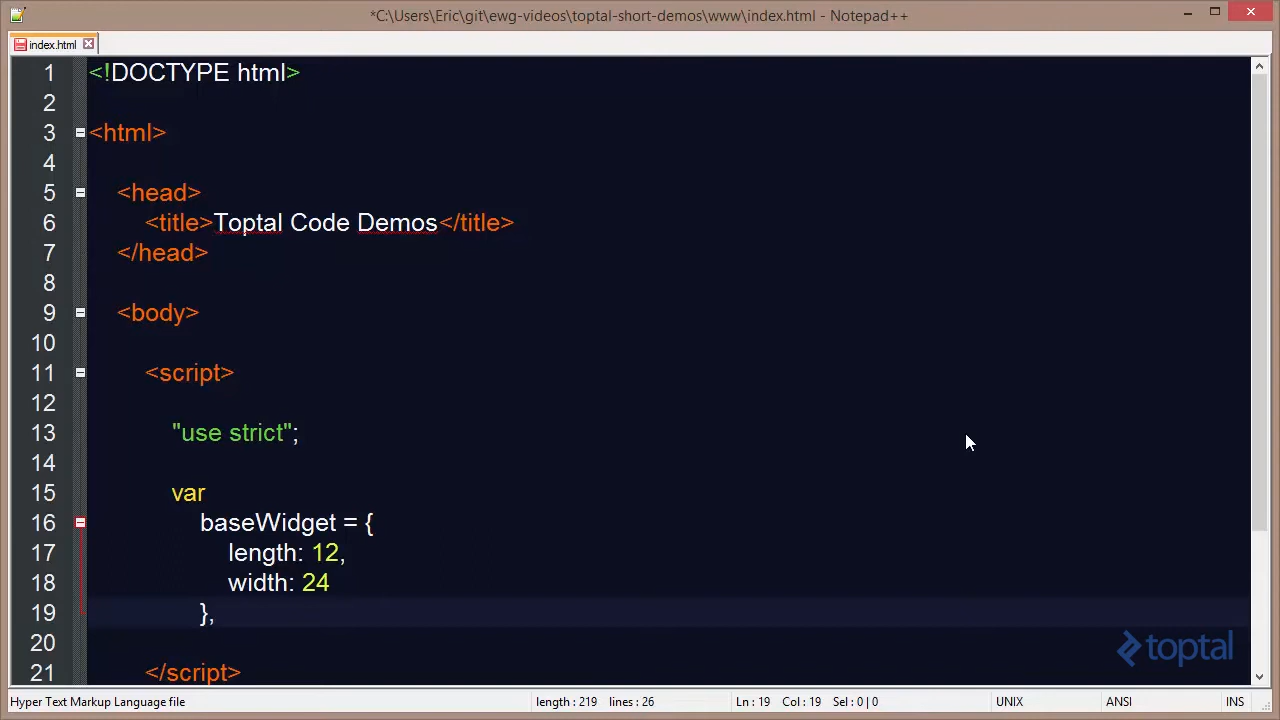 *C:\Users\Eric\git\ewg-videos\toptal-short-demos\www\index.html - Notepad++
index.html
1 <!DOCTYPE html>
2
3 <html>
4
5 <head>
6 <title>Toptal Code Demos</title>
7 </head>
8
9 <body>
10
11 <script>
12
13 "use strict";
14
15 var
16 baseWidget = {
17 length: 12,
18 width: 24
19 },
20
21 </script>
toptal
Hyper Text Markup Language file length : 219 lines : 26 Ln : 19 Col : 19 Sel : 0 | 0 UNIX ANSI INS